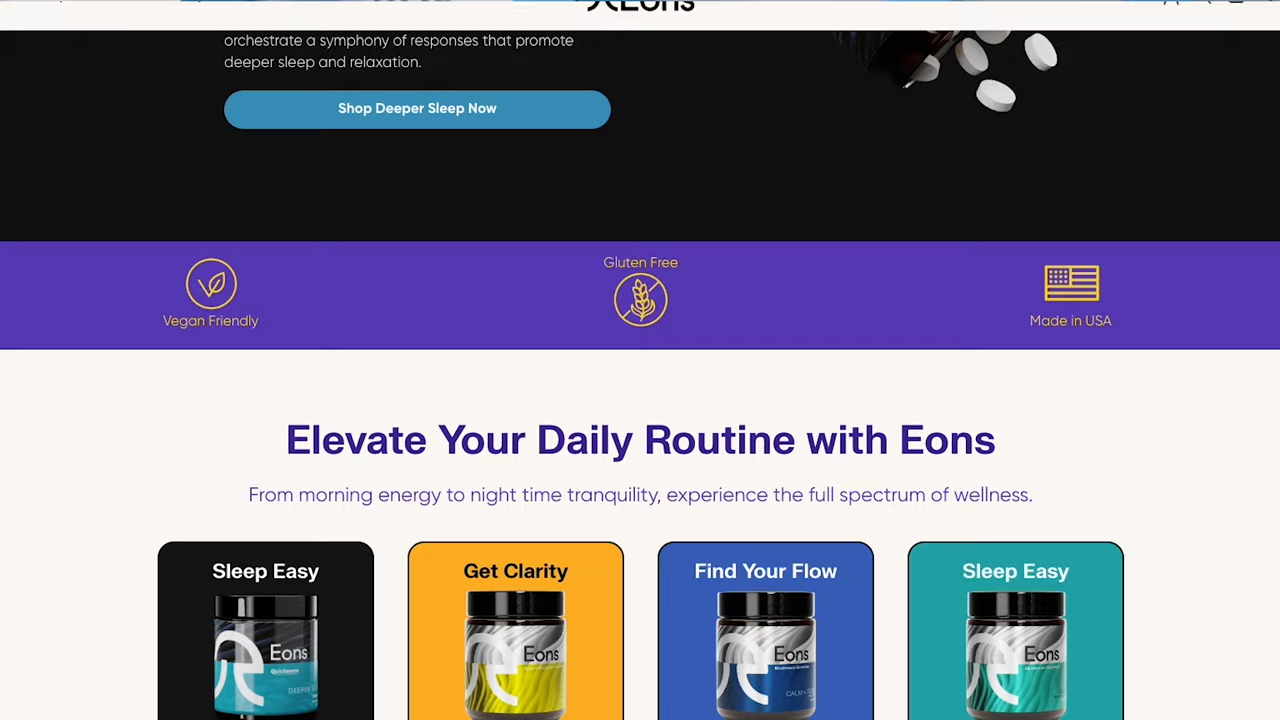 Eons
orchestrate a symphony of responses that promote
deeper sleep and relaxation.
Shop Deeper Sleep Now
Gluten Free
Vegan Friendly
Made in USA
Elevate Your Daily Routine with Eons
From morning energy to night time tranquility, experience the full spectrum of wellness.
Sleep Easy
Get Clarity
Find Your Flow
Sleep Easy
Eons
Eons
Eons
Eons
DEEPER